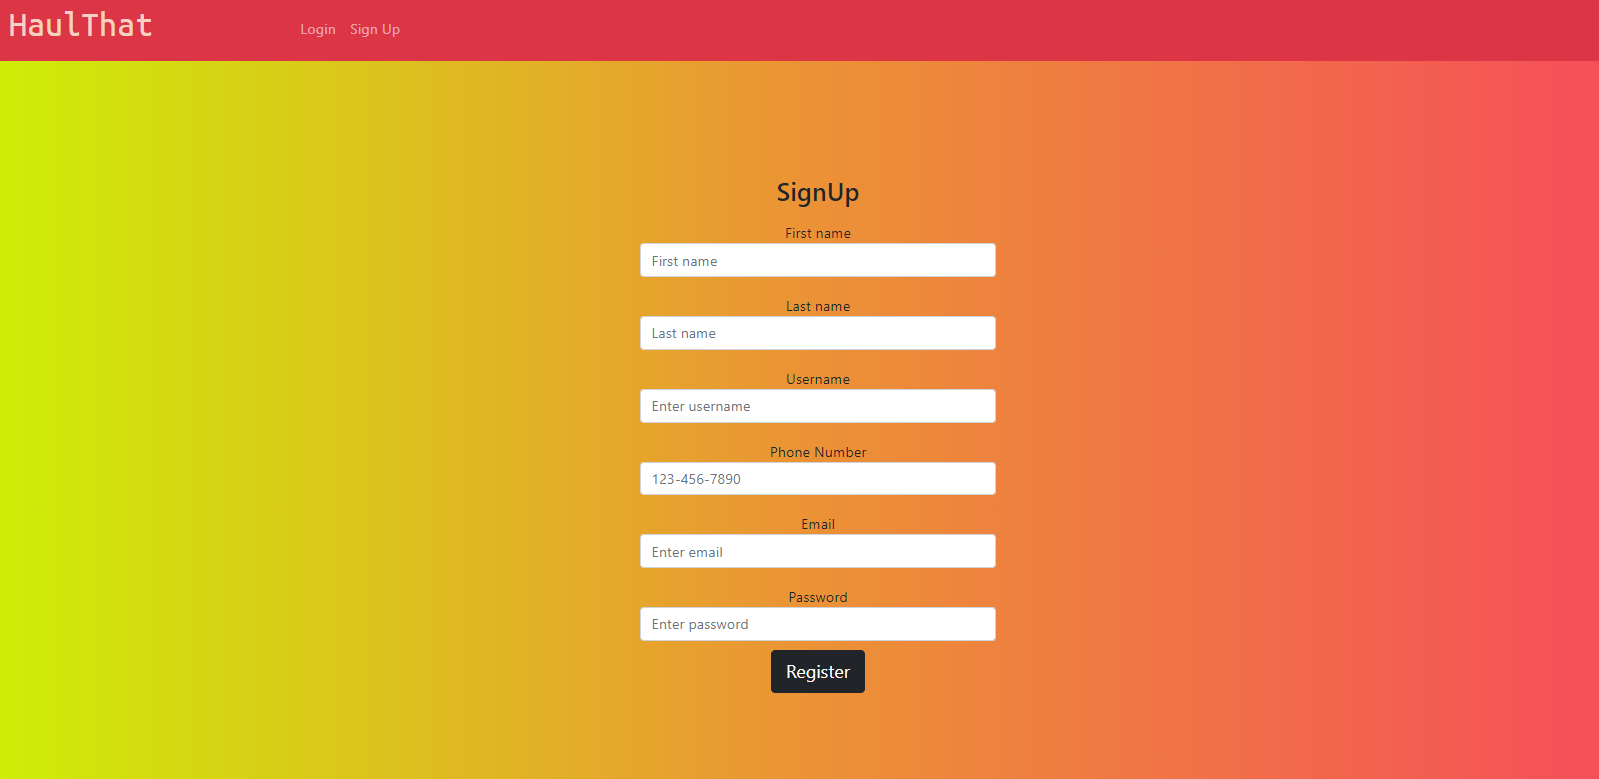 HaulThat
Login Sign Up
SignUp
First name
First name
Last name
Last name
Username
Enter username
Phone Number
123-456-7890
Email
Enter email
Password
Enter password
Register